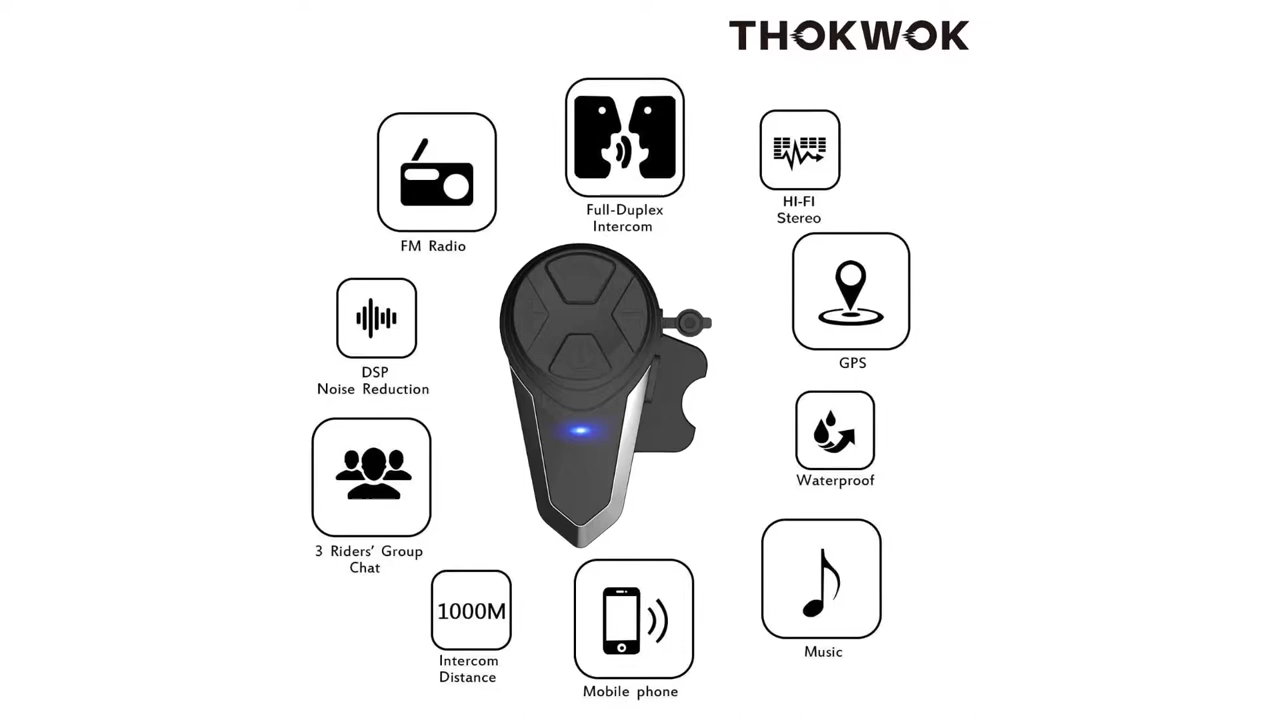 THOKWOK
Full-Duplex
Intercom
HI-FI
Stereo
FM Radio
GPS
DSP
Noise Reduction
Waterproof
3 Riders’ Group
Chat
1000M
Intercom
Distance
Music
Mobile phone